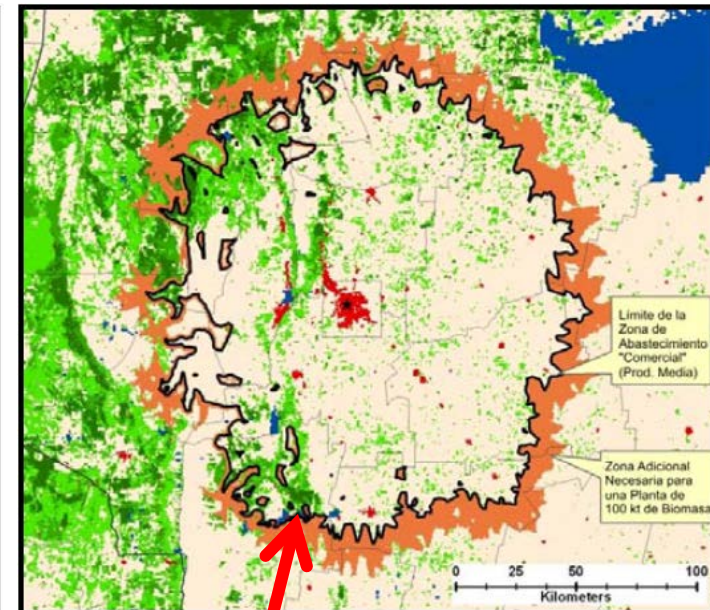 Límite de la
Zona de
Abastecimiento
"Comercial"
(Prod. Media)
Zona Adicional
Necesaria para
una Planta de
100 kt de Biomasa
0 25 50 100
Kilometers